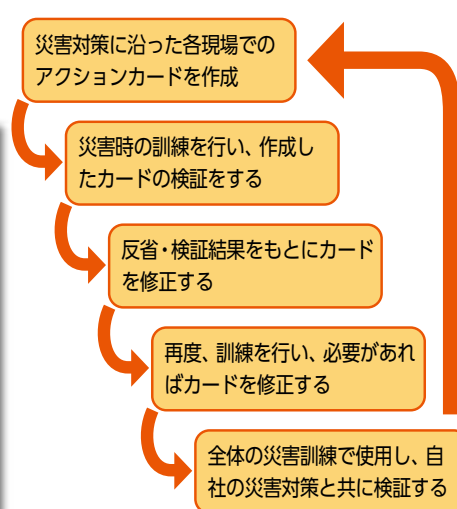 災害対策に沿った各現場での
アクションカードを作成
災害時の訓練を行い、作成し
たカードの検証をする
反省・検証結果をもとにカード
を修正する
再度、訓練を行い、必要があれ
ばカードを修正する
全体の災害訓練で使用し、自
社の災害対策と共に検証する